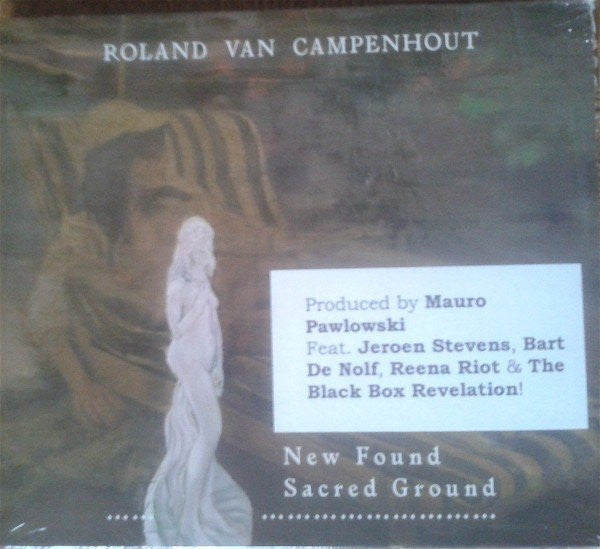 ROLAND VAN CAMPENHOUT
Produced by Mauro
Pawlowski
Feat. Jeroen Stevens, Bart
De Nolf, Reena Riot & The
Black Box Revelation!
New Found
Sacred Ground